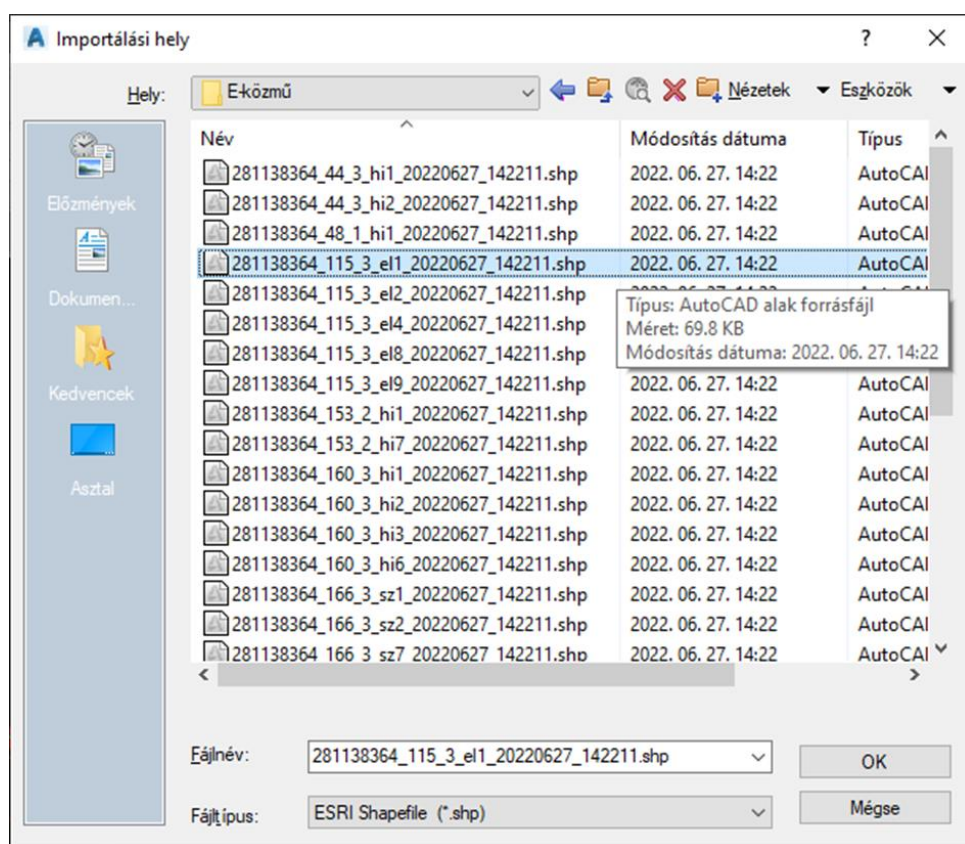 Importálási hely
?
Hely:
E-közmű
Nézetek
Eszközök
Előzmények
Dokumen...
Kedvencek
Asztal
Név Módosítás dátuma Típus
281138364_44_3_hi1_20220627_142211.shp 2022. 06. 27. 14:22 AutoCAI
281138364_44_3_hi2_20220627_142211.shp 2022. 06. 27. 14:22 AutoCAI
281138364_48_1_hi1_20220627_142211.shp 2022. 06. 27. 14:22 AutoCAI
281138364_115_3_el1_20220627_142211.shp 2022. 06. 27. 14:22 AutoCAI
281138364_115_3_el2_20220627_142211.shp AutoCAI
281138364_115_3_el4_20220627_142211.shp
281138364_115_3_el8_20220627_142211.shp
281138364_115_3_el9_20220627_142211.shp 2022. 06. 27. 14:22 AutoCAI
Típus: AutoCAD alak forrásfájl
Méret: 69.8 KB
Módosítás dátuma: 2022. 06. 27. 14:22
281138364_153_2_hi1_20220627_142211.shp 2022. 06. 27. 14:22 AutoCAI
281138364_153_2_hi7_20220627_142211.shp 2022. 06. 27. 14:22 AutoCAI
281138364_160_3_hi1_20220627_142211.shp 2022. 06. 27. 14:22 AutoCAI
281138364_160_3_hi2_20220627_142211.shp 2022. 06. 27. 14:22 AutoCAI
281138364_160_3_hi3_20220627_142211.shp 2022. 06. 27. 14:22 AutoCAI
281138364_160_3_hi6_20220627_142211.shp 2022. 06. 27. 14:22 AutoCAI
281138364_166_3_sz1_20220627_142211.shp 2022. 06. 27. 14:22 AutoCAI
281138364_166_3_sz2_20220627_142211.shp 2022. 06. 27. 14:22 AutoCAI
281138364_166_3_sz7_20220627_142211.shp 2022. 06. 27. 14:22 AutoCAI
Fájlnév: 281138364_115_3_el1_20220627_142211.shp
OK
Fájltípus: ESRI Shapefile (*.shp)
Mégse